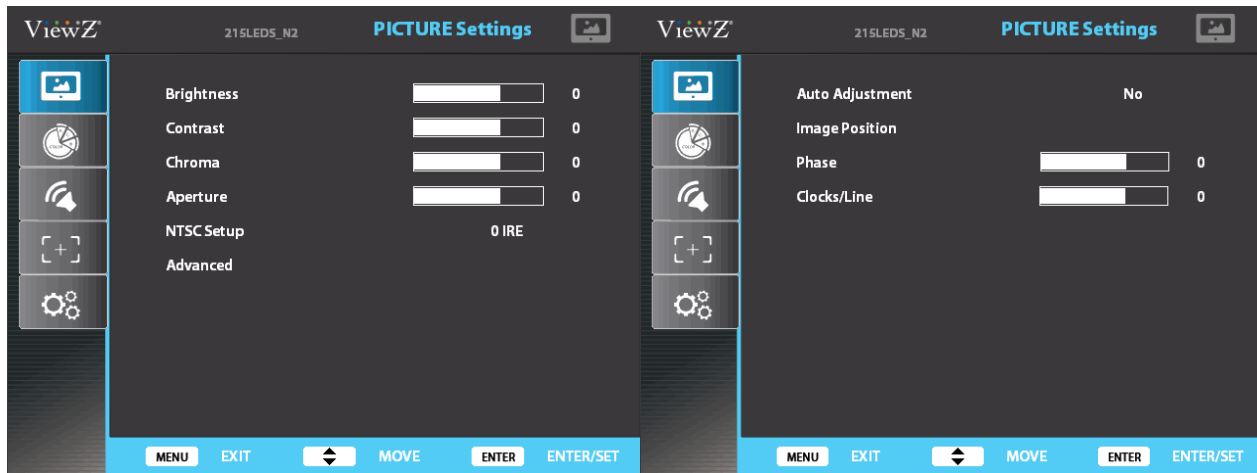 ViewZ 215LEDS_N2 PICTURE Settings
Brightness 0
Contrast 0
Chroma 0
Aperture 0
NTSC Setup 0 IRE
Advanced
COLOR
MENU EXIT MOVE ENTER ENTER/SET
ViewZ 215LEDS_N2 PICTURE Settings
Auto Adjustment No
Image Position
Phase 0
Clocks/Line 0
COLOR
MENU EXIT MOVE ENTER ENTER/SET